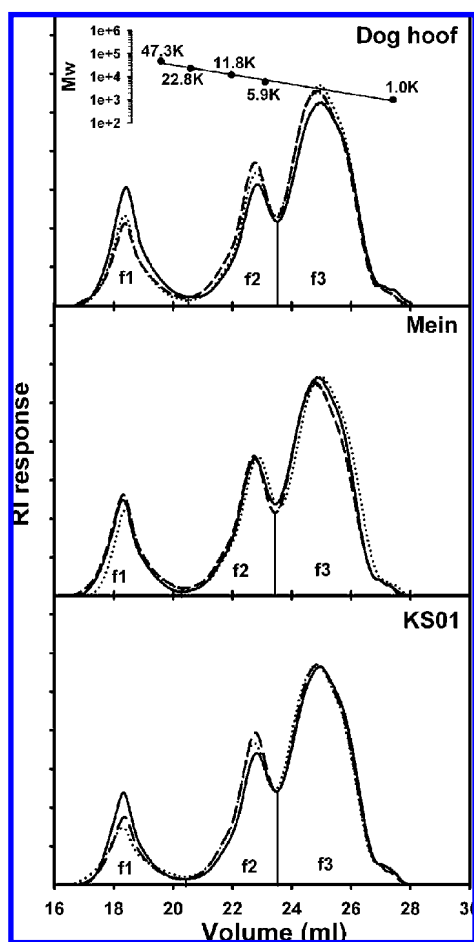 Dog hoof
1e+6
1e+5
1e+4
1e+3
1e+2
Mw
47.3K
22.8K
11.8K
5.9K
1.0K
f1
f2
f3
Mein
RI response
f1
f2
f3
KS01
f1
f2
f3
16 18 20 22 24 26 28 30
Volume (ml)